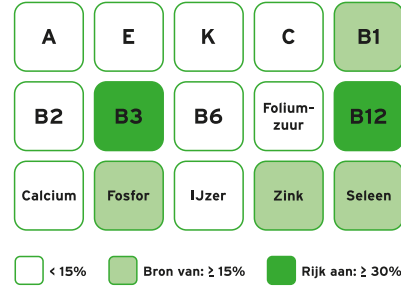 A E K C B1
B2 B3 B6 Folium-
zuur B12
Calcium Fosfor IJzer Zink Seleen
< 15% Bron van: ≥ 15% Rijk aan: ≥ 30%